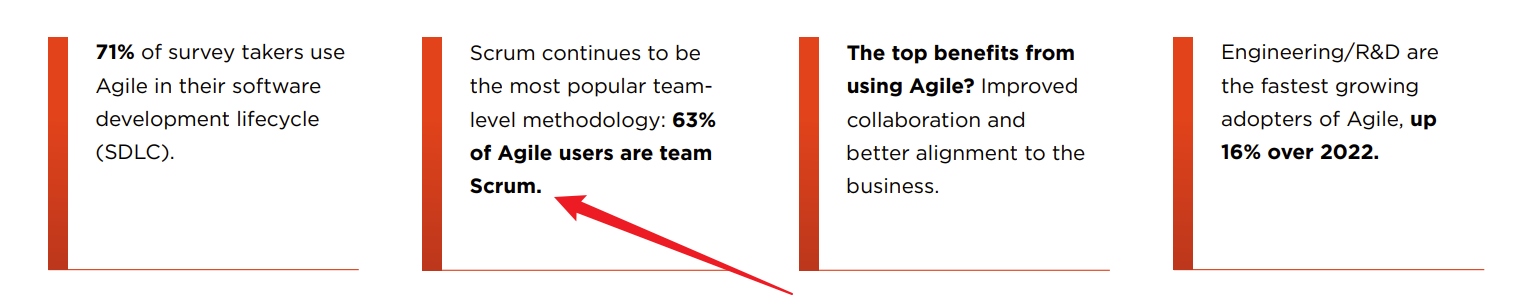 71% of survey takers use
Agile in their software
development lifecycle
(SDLC).
Scrum continues to be
the most popular team-
level methodology: 63%
of Agile users are team
Scrum.
The top benefits from
using Agile? Improved
collaboration and
better alignment to the
business.
Engineering/R&D are
the fastest growing
adopters of Agile, up
16% over 2022.